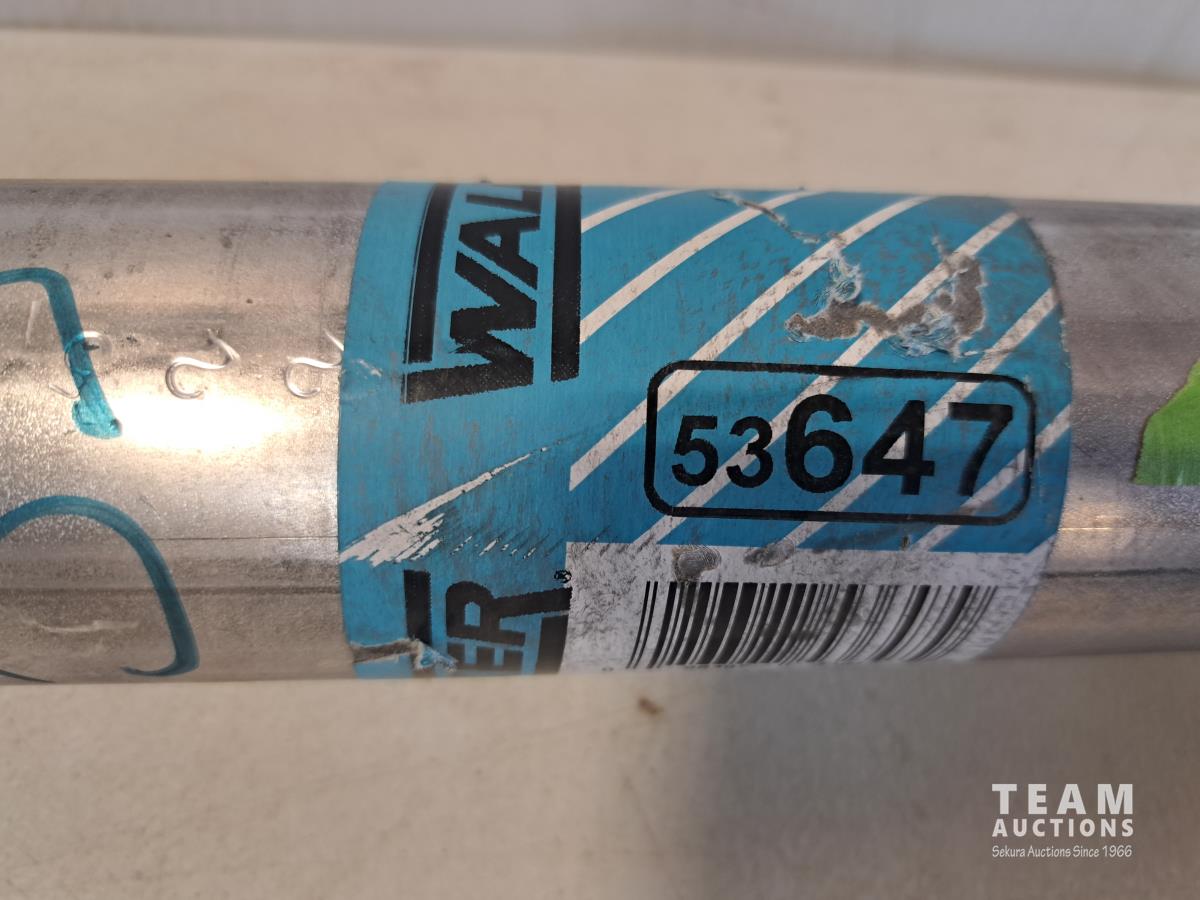 WAL
ER®
53647
TEAM
AUCTIONS
Sekura Auctions Since 1966